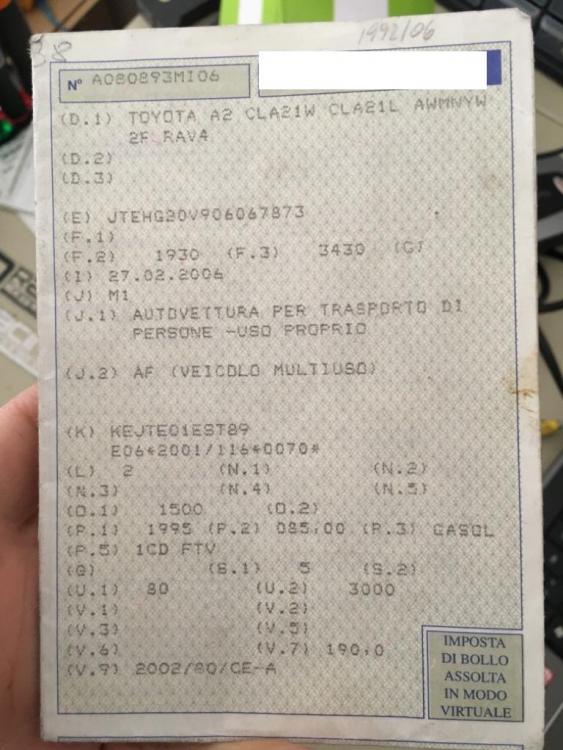 38
1992/06
N° A080893MI06
(D.1) TOYOTA A2 CLA21W CLA21L AWMNYW
2F RAV4
(D.2)
(D.3)
(E) JTEHG20V906067873
(F.1)
(F.2) 1930 (F.3) 3430 (G)
(I) 27.02.2006
(J) M1
(J.1) AUTOVETTURA PER TRASPORTO DI
PERSONE -USO PROPRIO
(J.2) AF (VEICOLO MULTIUSO)
(K) KEJTE01EST89
E06*2001/116*0070*
(L) 2 (N.1) (N.2)
(N.3) (N.4) (N.5)
(O.1) 1500 (O.2)
(P.1) 1995 (P.2) 085,00 (P.3) GASOL
(P.5) 1CD FTV
(Q) (S.1) 5 (S.2)
(U.1) 80 (U.2) 3000
(V.1) (V.2)
(V.3) (V.5)
(V.6) (V.7) 190,0
(V.9) 2002/80/CE-A
IMPOSTA
DI BOLLO
ASSOLTA
IN MODO
VIRTUALE